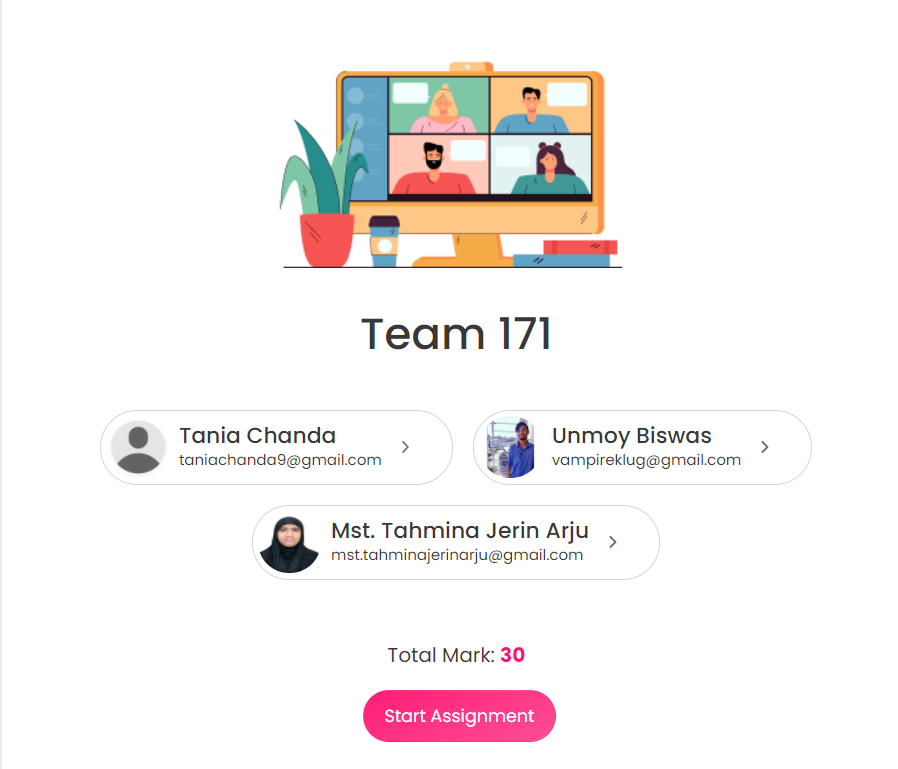 Team 171
Tania Chanda
taniachanda9@gmail.com
Unmoy Biswas
vampireklug@gmail.com
Mst. Tahmina Jerin Arju
mst.tahminajerinarju@gmail.com
Total Mark: 30
Start Assignment